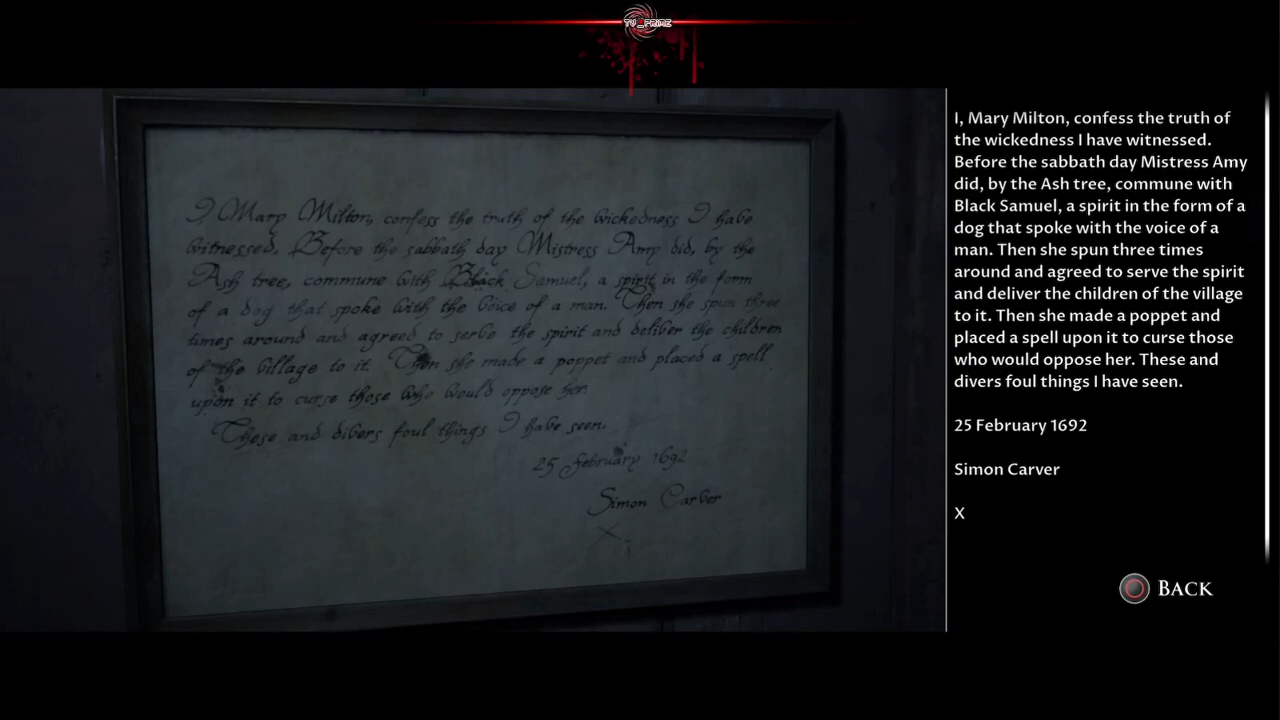 TV_PRIME
I Mary Milton, confess the truth of the wickedness I have
witnessed. Before the sabbath day Mistress Amy did, by the
Ash tree, commune with Black Samuel, a spirit in the form
of a dog that spoke with the voice of a man. Then she spun three
times around and agreed to serve the spirit and deliver the children
of the village to it. Then she made a poppet and placed a spell
upon it to curse those who would oppose her.
These and divers foul things I have seen.
25 February 1692
Simon Carver
X
I, Mary Milton, confess the truth of
the wickedness I have witnessed.
Before the sabbath day Mistress Amy
did, by the Ash tree, commune with
Black Samuel, a spirit in the form of a
dog that spoke with the voice of a
man. Then she spun three times
around and agreed to serve the spirit
and deliver the children of the village
to it. Then she made a poppet and
placed a spell upon it to curse those
who would oppose her. These and
divers foul things I have seen.
25 February 1692
Simon Carver
X
BACK